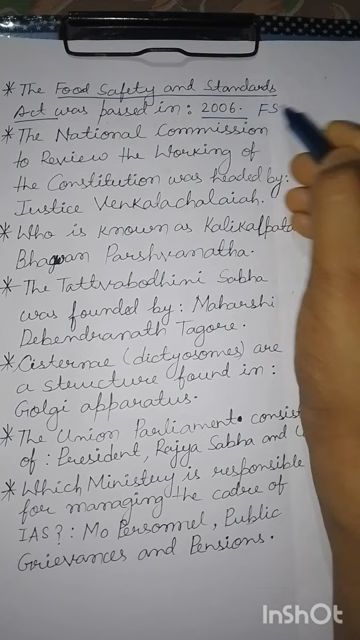 * The Food Safety and Standards
Act was passed in: 2006. FS
* The National Commission
to Review the Working of
the Constitution was headed by:
Justice Venkatachalaiah.
* Who is known as Kalikalpata
Bhagwan Parshvanatha.
* The Tattvabodhini Sabha
was founded by: Maharshi
Debendranath Tagore.
* Cisternae (dictyosomes) are
a structure found in:
Golgi apparatus.
* The Union Parliament consist
of: President, Rajya Sabha and
* Which Ministery is responsible
for managing the cadre of
IAS?: Mo Personnel, Public
Grievances and Pensions.
InShOt